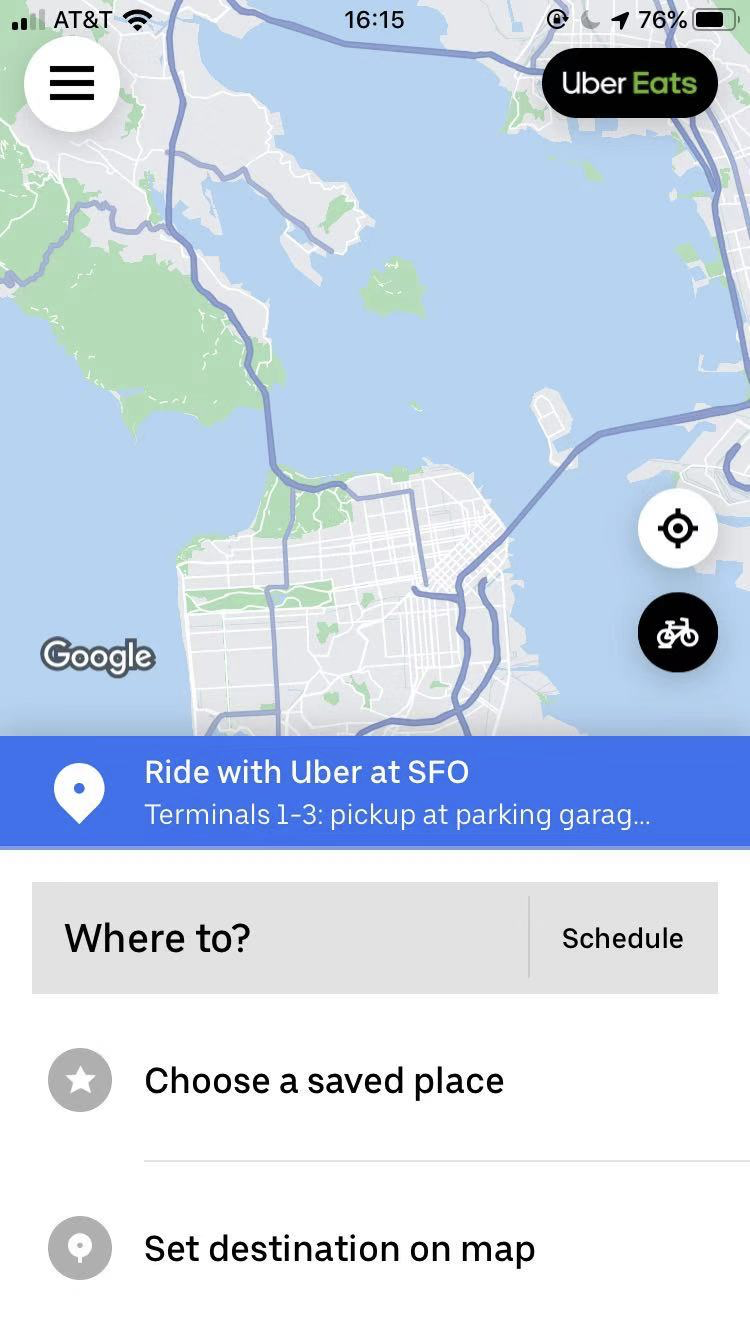 AT&T 16:15 76%
Uber Eats
Google
Ride with Uber at SFO
Terminals 1-3: pickup at parking garag...
Where to? Schedule
Choose a saved place
Set destination on map